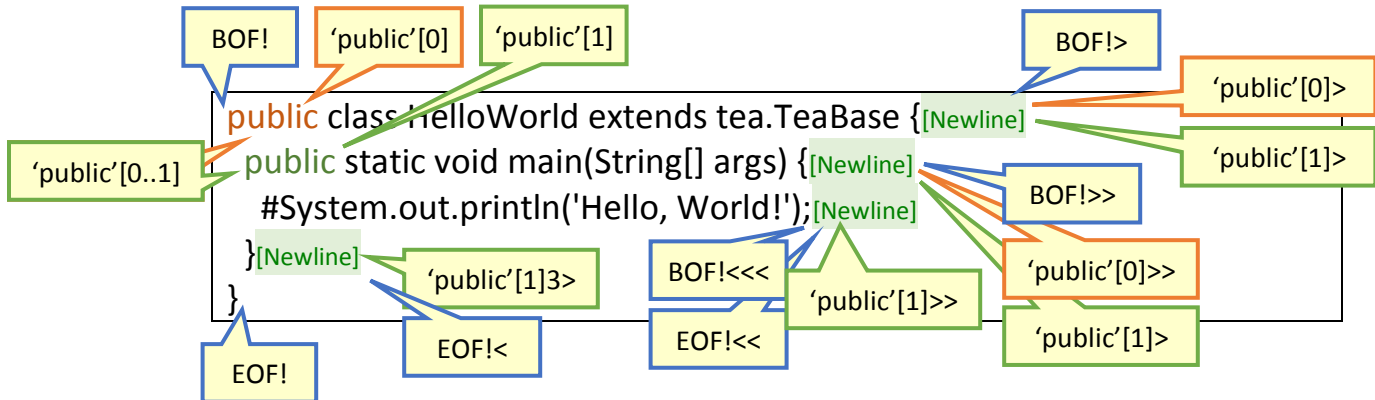 BOF!
‘public’[0]
‘public’[1]
BOF!>
‘public’[0]>
public class HelloWorld extends tea.TeaBase {[Newline]
‘public’[1]>
‘public’[0..1]
public static void main(String[] args) {[Newline]
BOF!>>
#System.out.println('Hello, World!');[Newline]
}[Newline]
‘public’[1]3>
BOF!<<<
‘public’[1]>>
‘public’[0]>>
}
EOF!<
EOF!<<
‘public’[1]>
EOF!